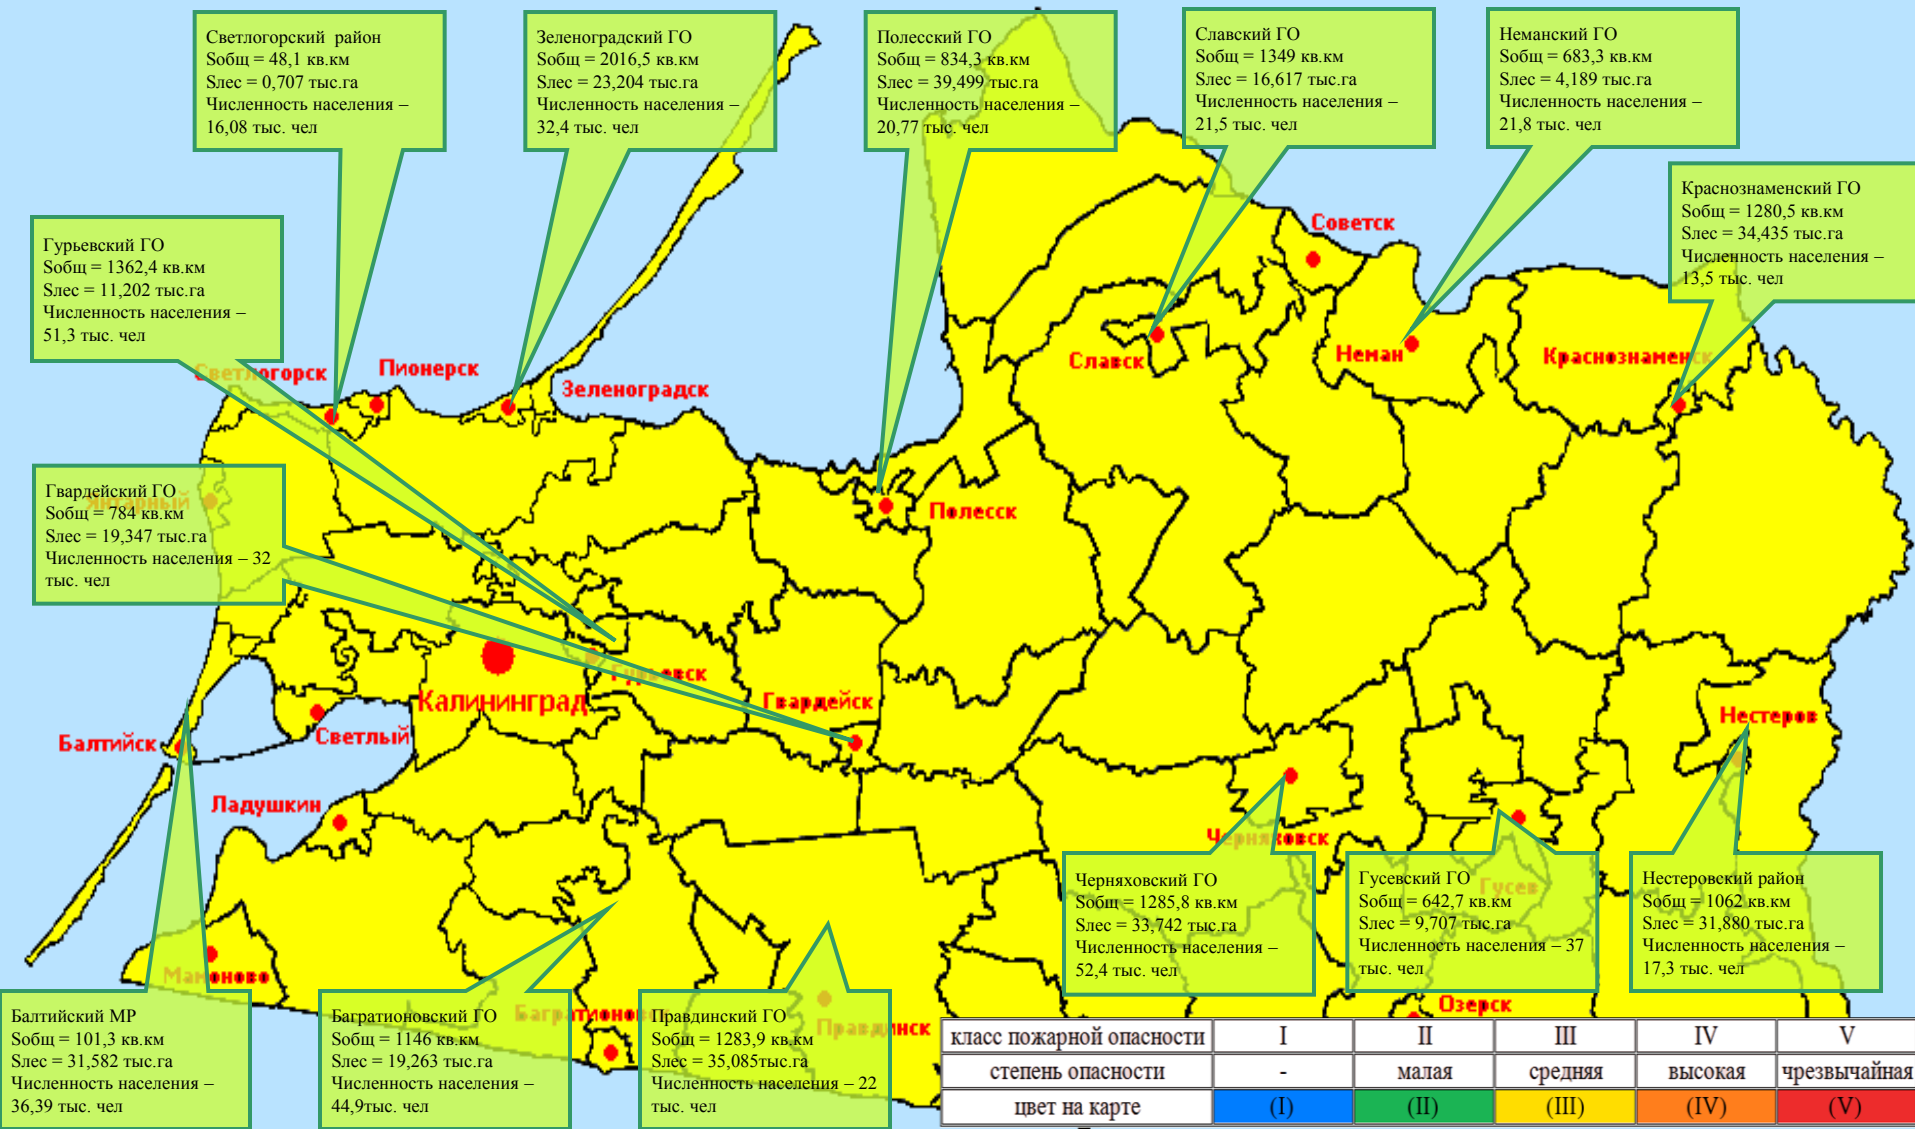 Светлогорский район
Sобщ = 48,1 кв.км
Sлес = 0,707 тыс.га
Численность населения –
16,08 тыс. чел
Зеленоградский ГО
Sобщ = 2016,5 кв.км
Sлес = 23,204 тыс.га
Численность населения –
32,4 тыс. чел
Полесский ГО
Sобщ = 834,3 кв.км
Sлес = 39,499 тыс.га
Численность населения –
20,77 тыс. чел
Славский ГО
Sобщ = 1349 кв.км
Sлес = 16,617 тыс.га
Численность населения –
21,5 тыс. чел
Неманский ГО
Sобщ = 683,3 кв.км
Sлес = 4,189 тыс.га
Численность населения –
21,8 тыс. чел
Краснознаменский ГО
Sобщ = 1280,5 кв.км
Sлес = 34,435 тыс.га
Численность населения –
13,5 тыс. чел
Гурьевский ГО
Sобщ = 1362,4 кв.км
Sлес = 11,202 тыс.га
Численность населения –
51,3 тыс. чел
Советск
Славск
Неман
Краснознаменск
Светлогорск
Пионерск
Зеленоградск
Гвардейский ГО
Sобщ = 784 кв.км
Sлес = 19,347 тыс.га
Численность населения – 32
тыс. чел
Янтарный
Полесск
Гурьевск
Калининград
Гвардейск
Нестеров
Балтийск
Светлый
Ладушкин
Черняховск
Гусев
Черняховский ГО
Sобщ = 1285,8 кв.км
Sлес = 33,742 тыс.га
Численность населения –
52,4 тыс. чел
Гусевский ГО
Sобщ = 642,7 кв.км
Sлес = 9,707 тыс.га
Численность населения – 37
тыс. чел
Нестеровский район
Sобщ = 1062 кв.км
Sлес = 31,880 тыс.га
Численность населения –
17,3 тыс. чел
Мамоново
Багратионовск
Правдинск
Озерск
Балтийский МР
Sобщ = 101,3 кв.км
Sлес = 31,582 тыс.га
Численность населения –
36,39 тыс. чел
Багратионовский ГО
Sобщ = 1146 кв.км
Sлес = 19,263 тыс.га
Численность населения –
44,9тыс. чел
Правдинский ГО
Sобщ = 1283,9 кв.км
Sлес = 35,085тыс.га
Численность населения – 22
тыс. чел
класс пожарной опасности I II III IV V
степень опасности - малая средняя высокая чрезвычайная
цвет на карте (I) (II) (III) (IV) (V)